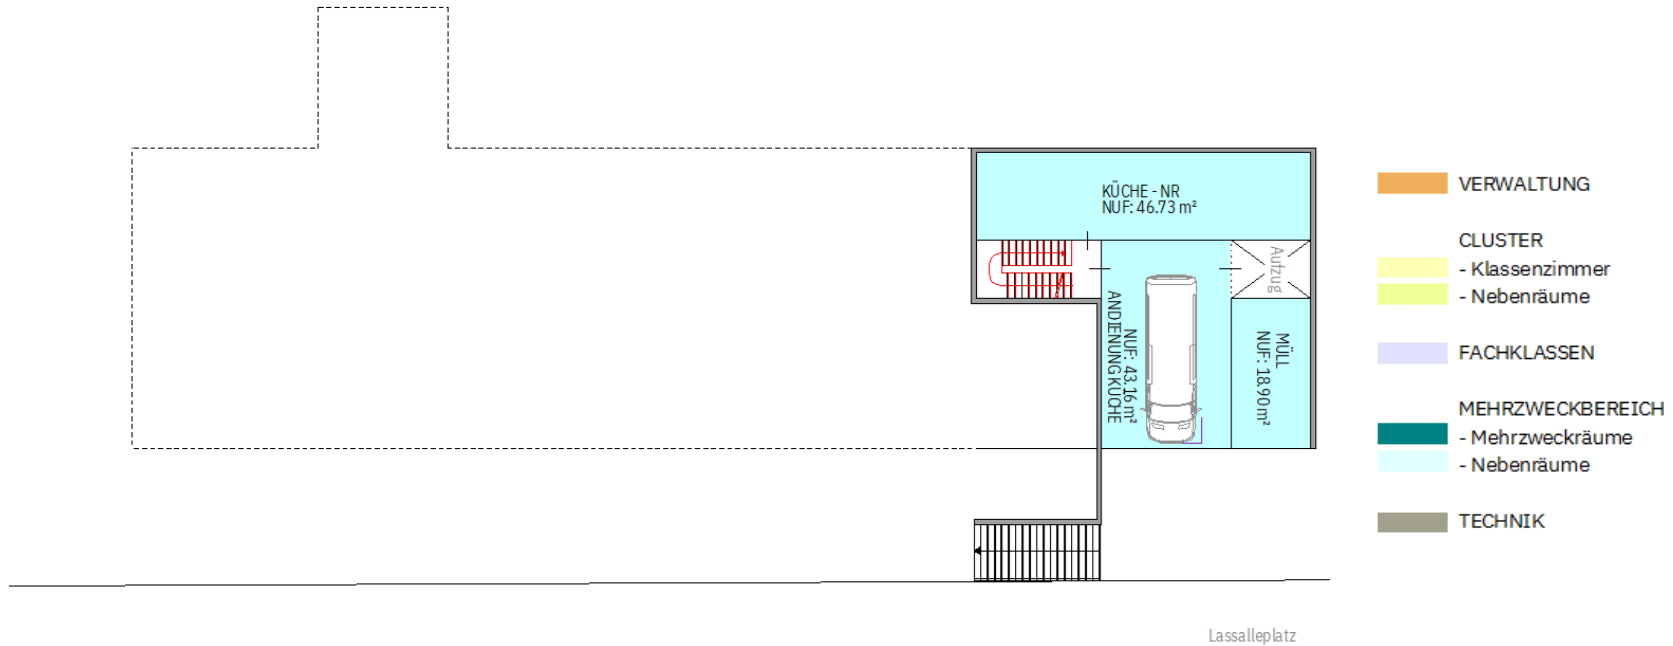 KÜCHE - NR
NUF: 46.73 m²
Aufzug
ANDIENUNG KÜCHE
NUF: 43.16 m²
MÜLL
NUF: 18.90 m²
VERWALTUNG
CLUSTER
- Klassenzimmer
- Nebenräume
FACHKLASSEN
MEHRZWECKBEREICH
- Mehrzweckräume
- Nebenräume
TECHNIK
Lassalleplatz